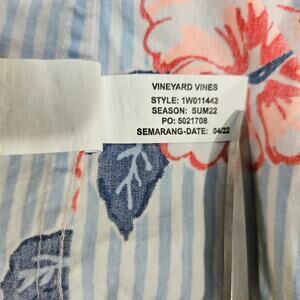 VINEYARD VINES
STYLE: 1W011442
SEASON: SUM22
PO: 5021708
SEMARANG-DATE: 04/22